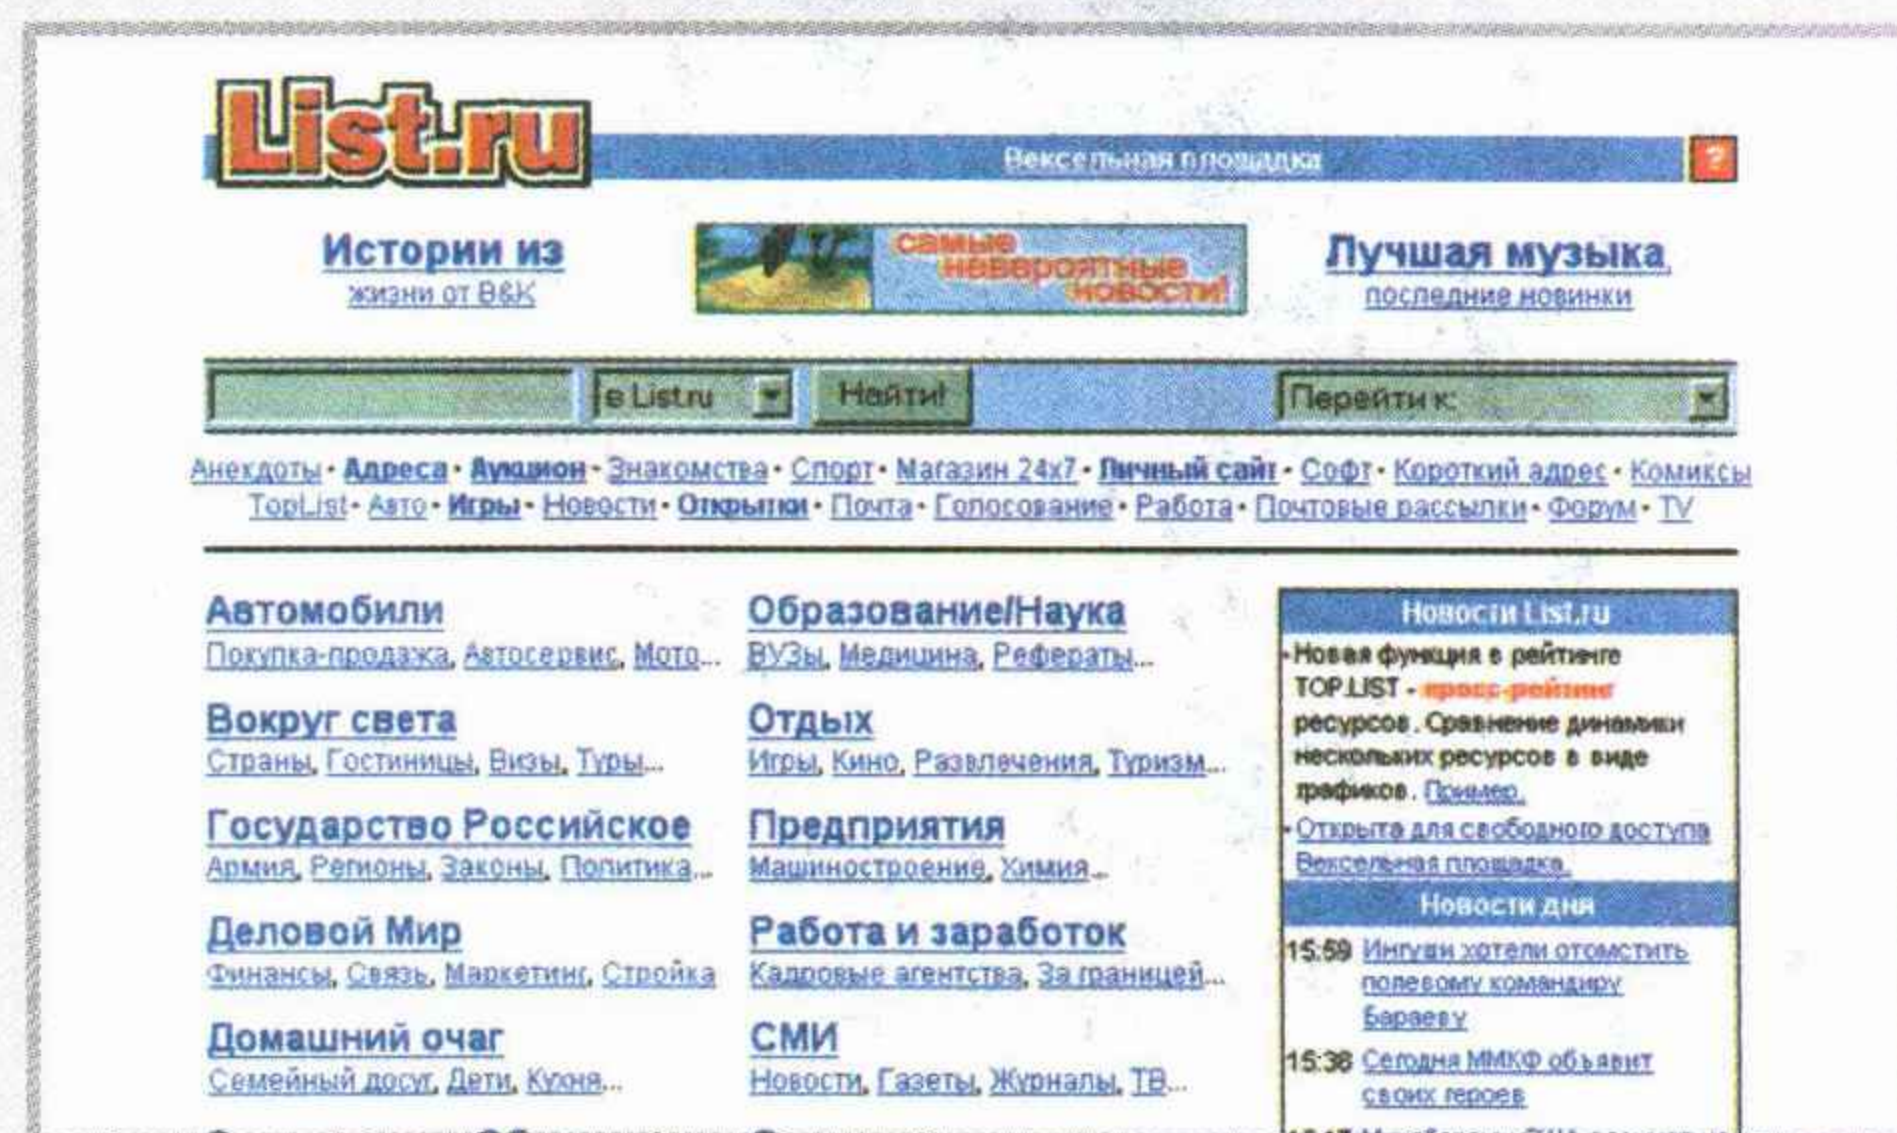 List.ru
Вексельная площадка
?
Истории из
жизни от В&К
самые
невероятные
новости!
Лучшая музыка
последние новинки
в List.ru
Найти!
Перейти к:
Анекдоты · Адреса · Аукцион · Знакомства · Спорт · Магазин 24x7 · Личный сайт · Софт · Короткий адрес · Комиксы
TopList · Авто · Игры · Новости · Открытки · Почта · Голосование · Работа · Почтовые рассылки · Форум · TV
Автомобили
Покупка-продажа, Автосервис, Мото...
Вокруг света
Страны, Гостиницы, Визы, Туры...
Государство Российское
Армия, Регионы, Законы, Политика...
Деловой Мир
Финансы, Связь, Маркетинг, Стройка
Домашний очаг
Семейный досуг, Дети, Кухня...
Образование/Наука
ВУЗы, Медицина, Рефераты...
Отдых
Игры, Кино, Развлечения, Туризм...
Предприятия
Машиностроение, Химия...
Работа и заработок
Кадровые агентства, За границей...
СМИ
Новости, Газеты, Журналы, ТВ...
Новости List.ru
Новая функция в рейтинге
TOP.LIST - кросс-рейтинг
ресурсов. Сравнение динамики
нескольких ресурсов в виде
графиков. Пример.
Открыта для свободного доступа
Вексельная площадка.
Новости дня
15:59 Ингуши хотели отомстить
полевому командиру
Бараеву
15:38 Сегодня ММКФ объявит
своих героев